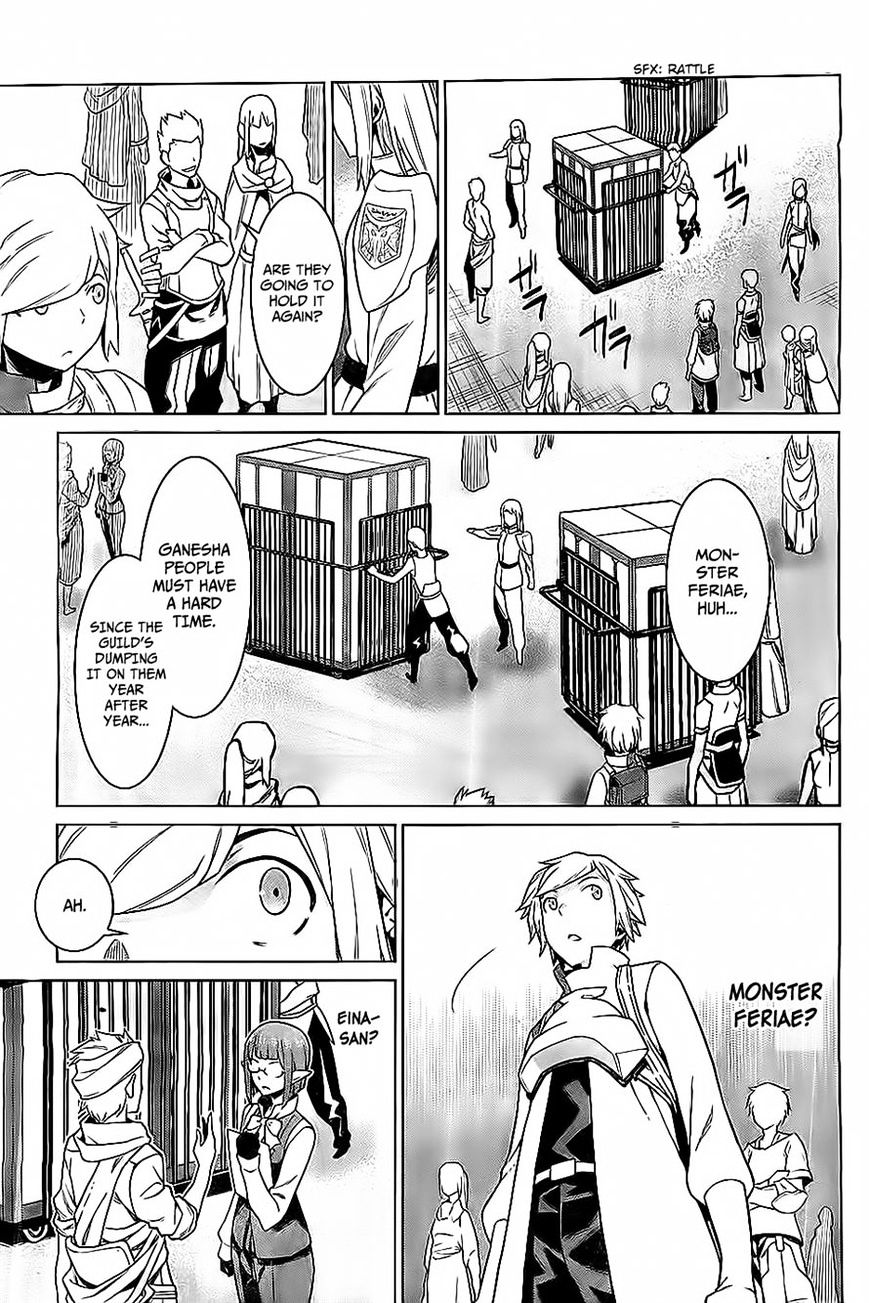 SFX: RATTLE
ガラ
ガラ
ARE THEY
GOING TO
HOLD IT
AGAIN?
MON-
STER
FERIAE,
HUH...
GANESHA
PEOPLE
MUST HAVE
A HARD
TIME.
SINCE THE
GUILD'S
DUMPING
IT ON THEM
YEAR
AFTER
YEAR...
MONSTER
FERIAE?
AH.
EINA-
SAN?